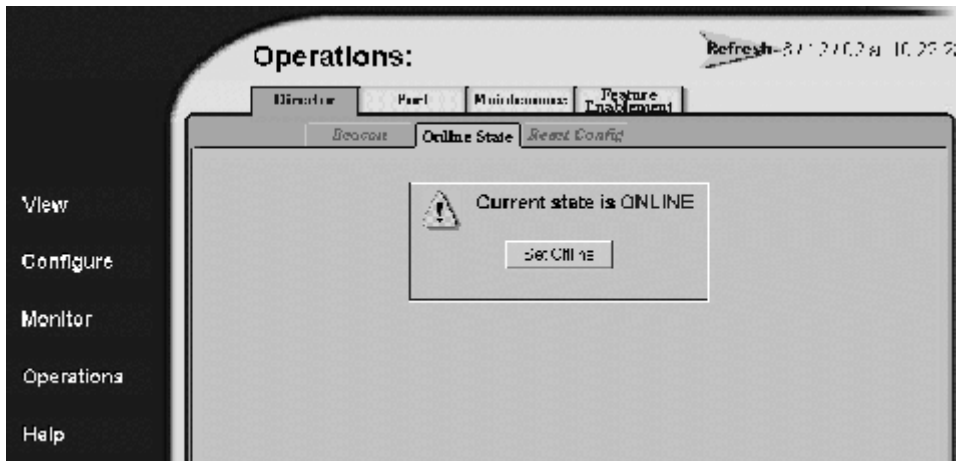 Operations:
Refresh
Director Port Maintenance Feature
Enablement
Beacon Online State Reset Config
View
Current state is ONLINE
Set Offline
Configure
Monitor
Operations
Help